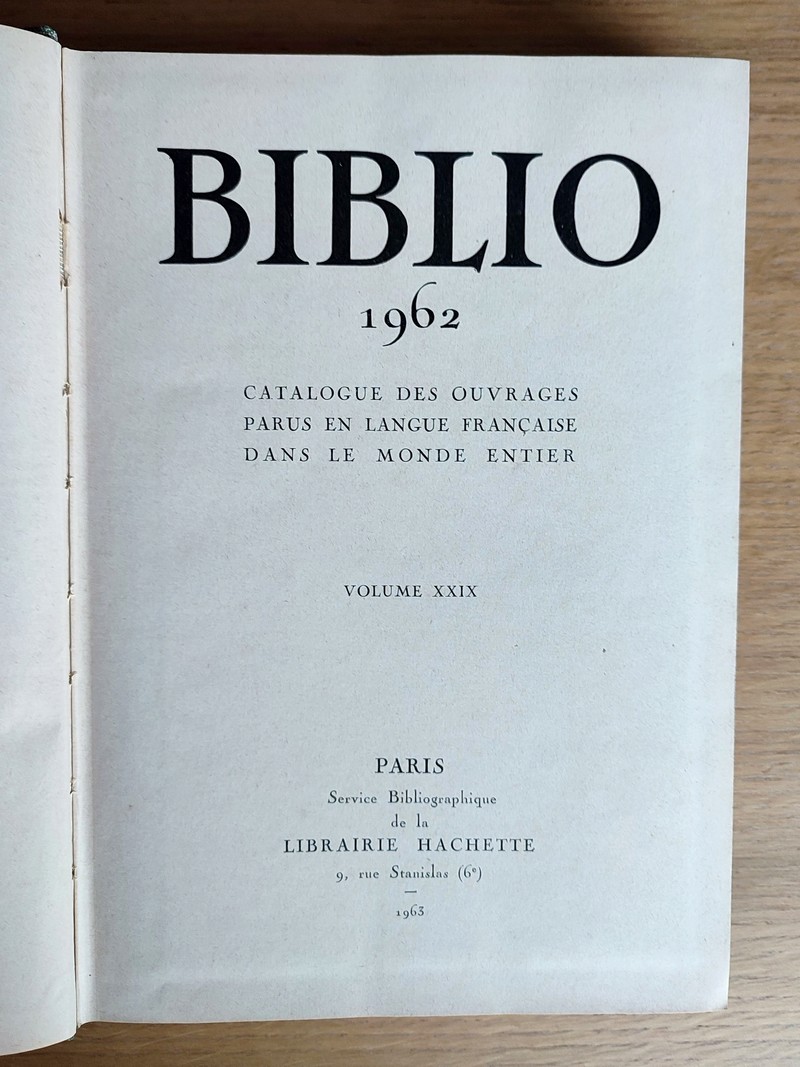 BIBLIO
1962
CATALOGUE DES OUVRAGES
PARUS EN LANGUE FRANÇAISE
DANS LE MONDE ENTIER
VOLUME XXIX
PARIS
Service Bibliographique
de la
LIBRAIRIE HACHETTE
9, rue Stanislas (6ᵉ)
1963